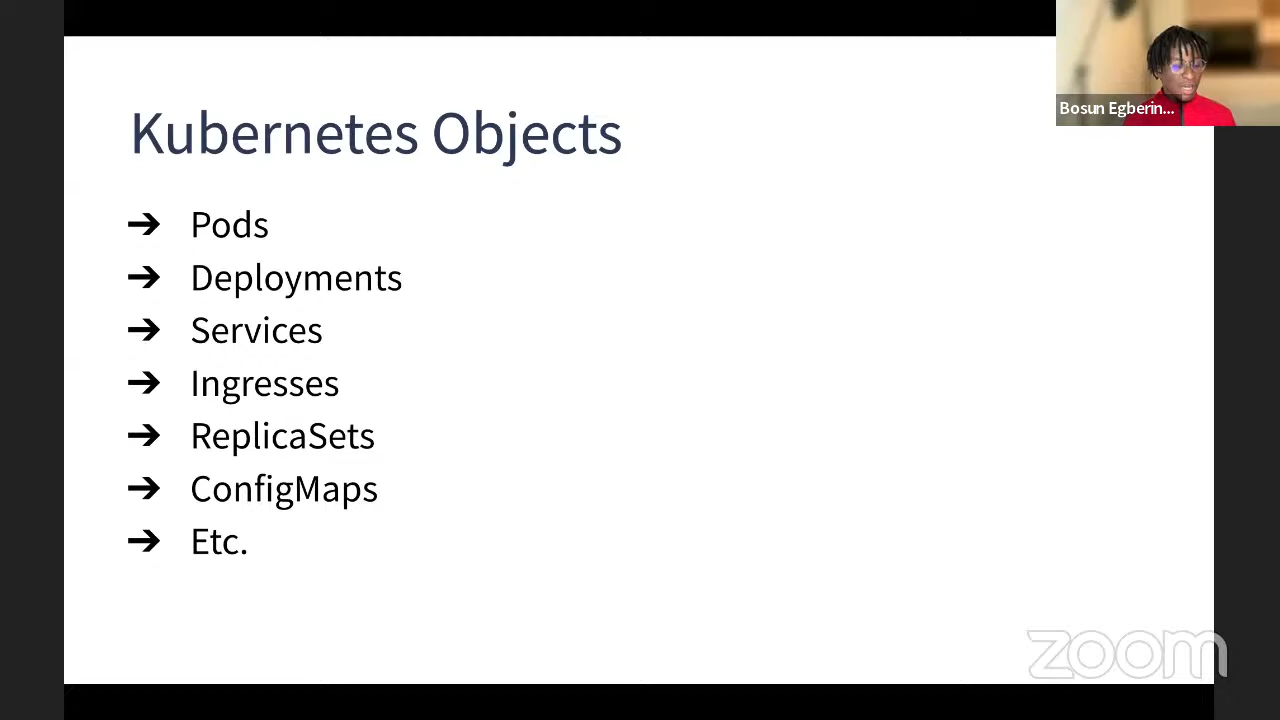 Bosun Egberin...
Kubernetes Objects
➔ Pods
➔ Deployments
➔ Services
➔ Ingresses
➔ ReplicaSets
➔ ConfigMaps
➔ Etc.
zoom